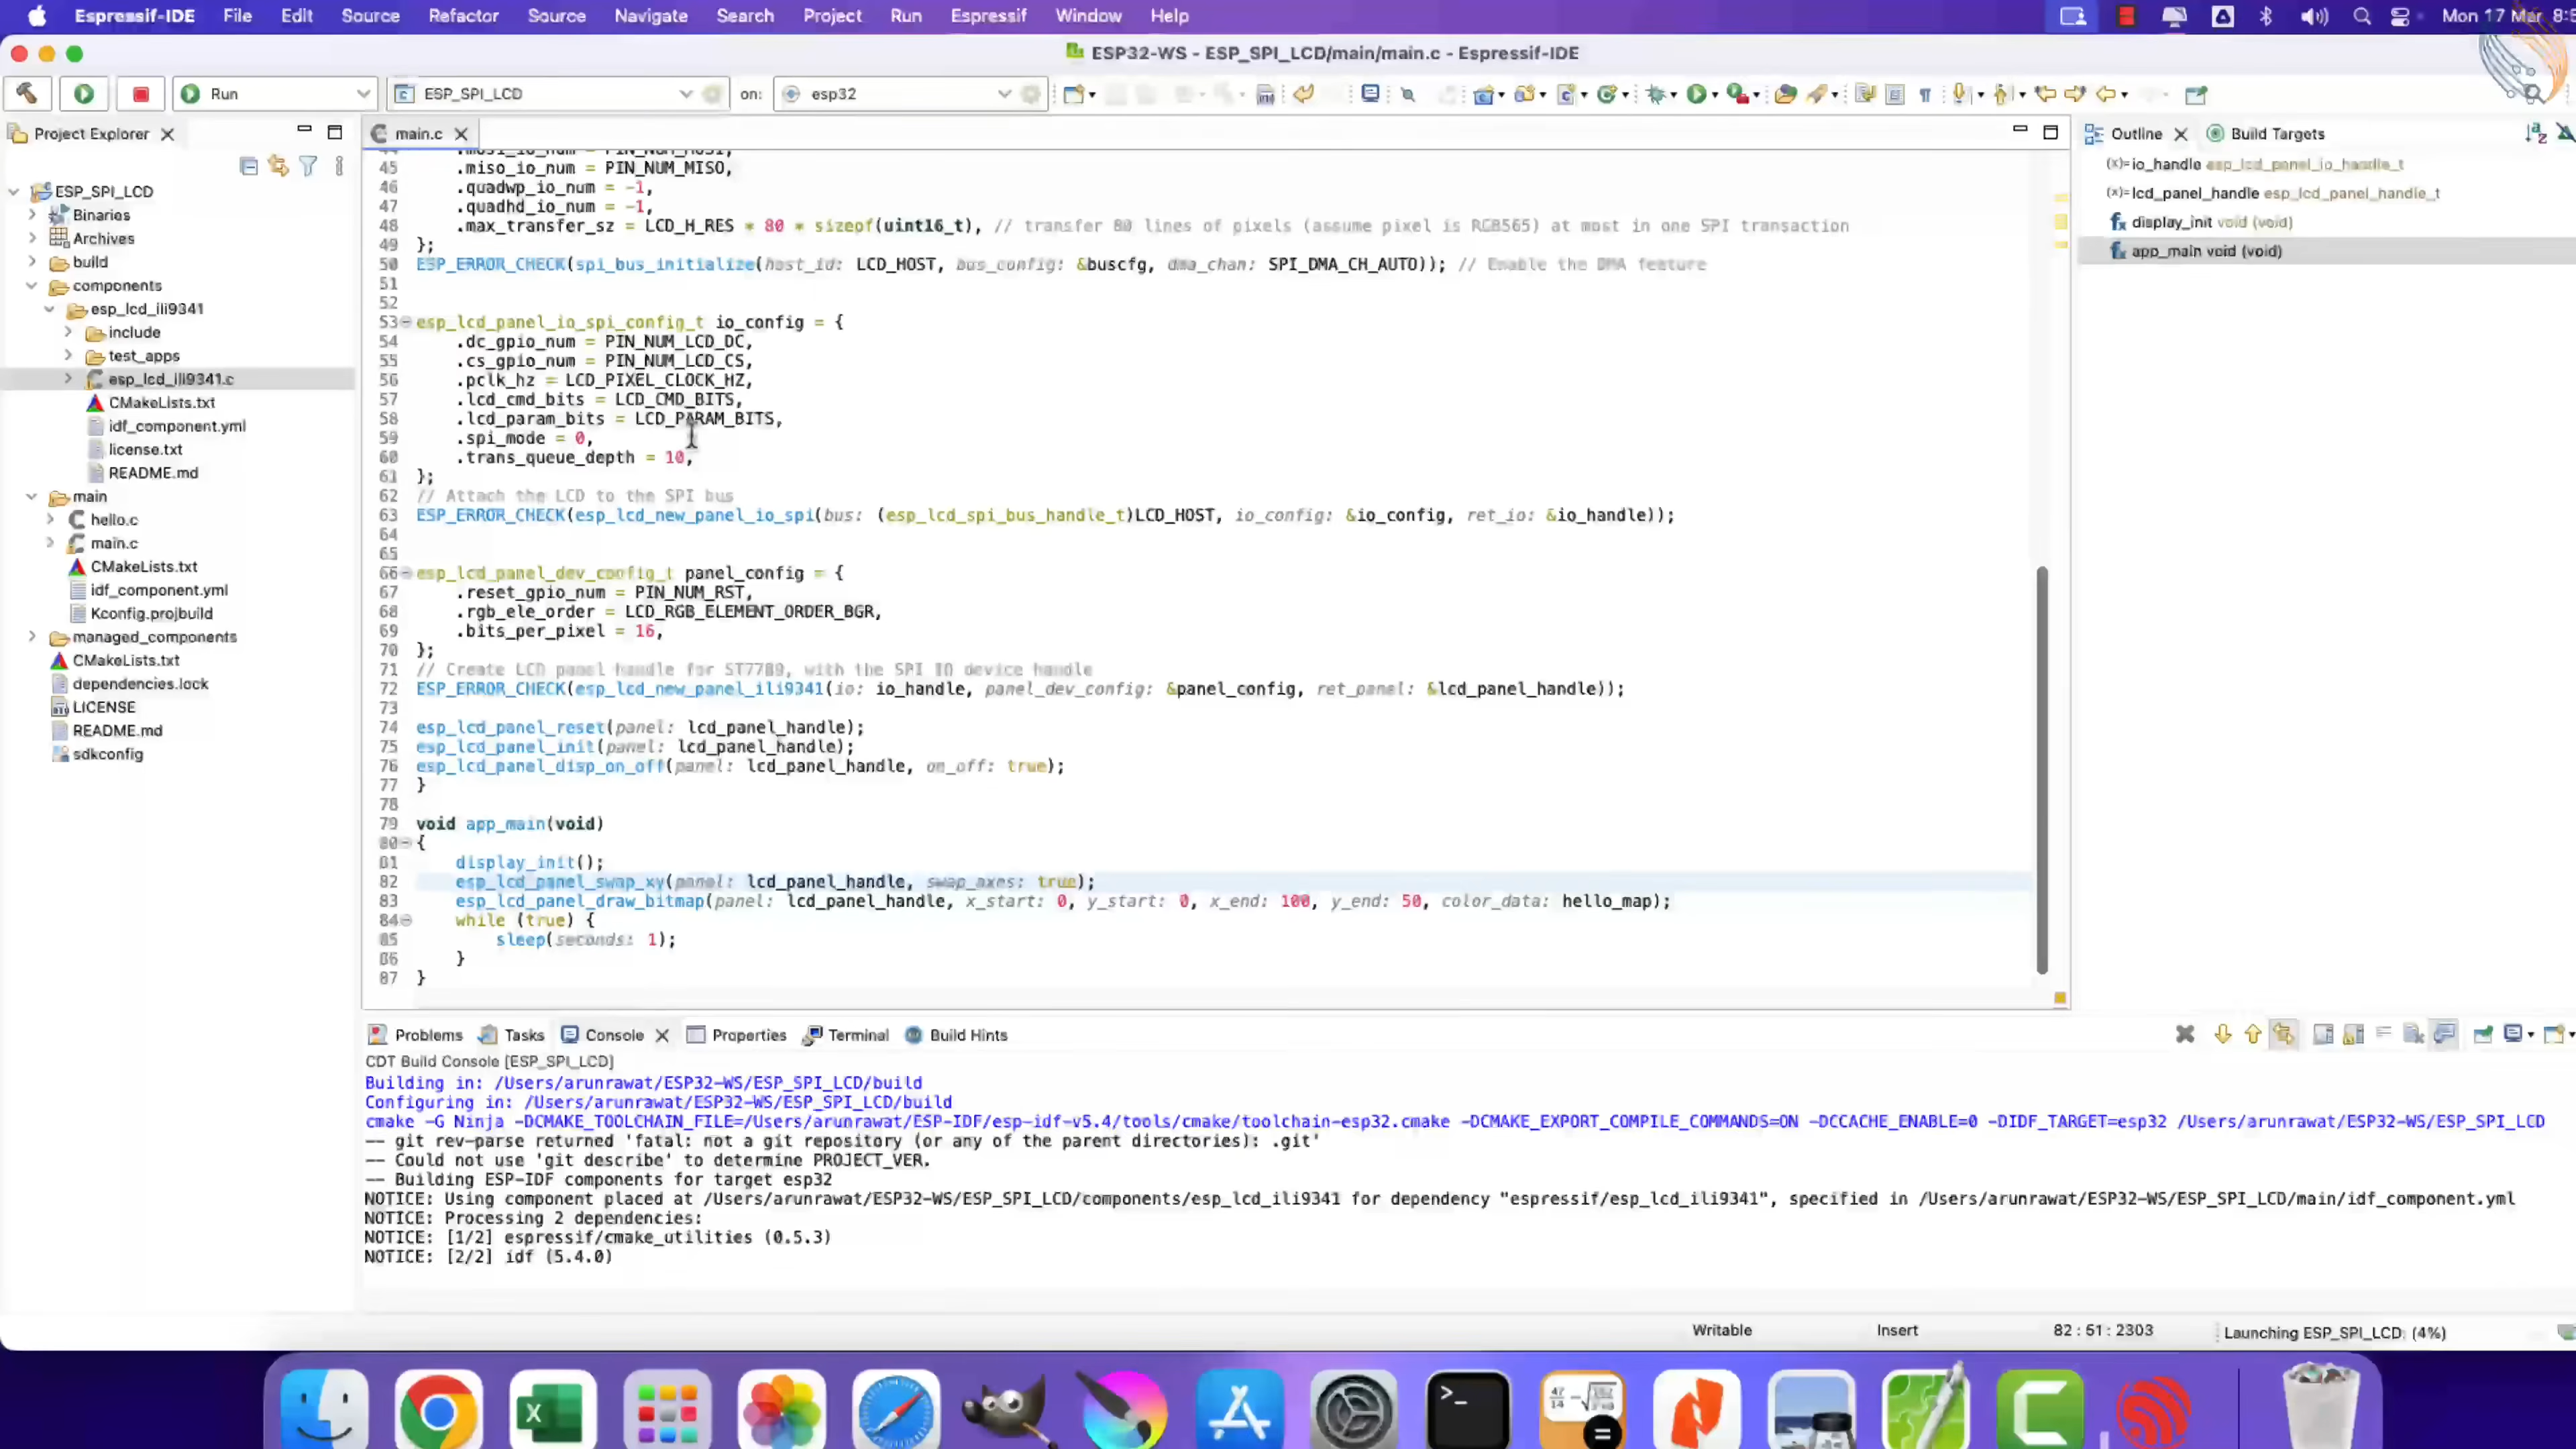 Espressif-IDE File Edit Source Refactor Source Navigate Search Project Run Espressif Window Help Mon 17 Mar
ESP32-WS - ESP_SPI_LCD/main/main.c - Espressif-IDE
Run ESP_SPI_LCD on: esp32
Project Explorer
ESP_SPI_LCD
Binaries
Archives
build
components
esp_lcd_ili9341
include
test_apps
esp_lcd_ili9341.c
CMakeLists.txt
idf_component.yml
license.txt
README.md
main
hello.c
main.c
CMakeLists.txt
idf_component.yml
Kconfig.projbuild
managed_components
CMakeLists.txt
dependencies.lock
LICENSE
README.md
sdkconfig
main.c
45 .miso_io_num = PIN_NUM_MISO,
46 .quadwp_io_num = -1,
47 .quadhd_io_num = -1,
48 .max_transfer_sz = LCD_H_RES * 80 * sizeof(uint16_t), // transfer 80 lines of pixels (assume pixel is RGB565) at most in one SPI transaction
49 };
50 ESP_ERROR_CHECK(spi_bus_initialize(host_id: LCD_HOST, bus_config: &buscfg, dma_chan: SPI_DMA_CH_AUTO)); // Enable the DMA feature
51
52
53 esp_lcd_panel_io_spi_config_t io_config = {
54 .dc_gpio_num = PIN_NUM_LCD_DC,
55 .cs_gpio_num = PIN_NUM_LCD_CS,
56 .pclk_hz = LCD_PIXEL_CLOCK_HZ,
57 .lcd_cmd_bits = LCD_CMD_BITS,
58 .lcd_param_bits = LCD_PARAM_BITS,
59 .spi_mode = 0,
60 .trans_queue_depth = 10,
61 };
62 // Attach the LCD to the SPI bus
63 ESP_ERROR_CHECK(esp_lcd_new_panel_io_spi(bus: (esp_lcd_spi_bus_handle_t)LCD_HOST, io_config: &io_config, ret_io: &io_handle));
64
65
66 esp_lcd_panel_dev_config_t panel_config = {
67 .reset_gpio_num = PIN_NUM_RST,
68 .rgb_ele_order = LCD_RGB_ELEMENT_ORDER_BGR,
69 .bits_per_pixel = 16,
70 };
71 // Create LCD panel handle for ST7789, with the SPI IO device handle
72 ESP_ERROR_CHECK(esp_lcd_new_panel_ili9341(io: io_handle, panel_dev_config: &panel_config, ret_panel: &lcd_panel_handle));
73
74 esp_lcd_panel_reset(panel: lcd_panel_handle);
75 esp_lcd_panel_init(panel: lcd_panel_handle);
76 esp_lcd_panel_disp_on_off(panel: lcd_panel_handle, on_off: true);
77 }
78
79 void app_main(void)
80 {
81 display_init();
82 esp_lcd_panel_swap_xy(panel: lcd_panel_handle, swap_axes: true);
83 esp_lcd_panel_draw_bitmap(panel: lcd_panel_handle, x_start: 0, y_start: 0, x_end: 100, y_end: 50, color_data: hello_map);
84 while (true) {
85 sleep(seconds: 1);
86 }
87 }
Outline Build Targets
(x)= io_handle esp_lcd_panel_io_handle_t
(x)= lcd_panel_handle esp_lcd_panel_handle_t
display_init void (void)
app_main void (void)
Problems Tasks Console Properties Terminal Build Hints
CDT Build Console [ESP_SPI_LCD]
Building in: /Users/arunrawat/ESP32-WS/ESP_SPI_LCD/build
Configuring in: /Users/arunrawat/ESP32-WS/ESP_SPI_LCD/build
cmake -G Ninja -DCMAKE_TOOLCHAIN_FILE=/Users/arunrawat/ESP-IDF/esp-idf-v5.4/tools/cmake/toolchain-esp32.cmake -DCMAKE_EXPORT_COMPILE_COMMANDS=ON -DCCACHE_ENABLE=0 -DIDF_TARGET=esp32 /Users/arunrawat/ESP32-WS/ESP_SPI_LCD
-- git rev-parse returned 'fatal: not a git repository (or any of the parent directories): .git'
-- Could not use 'git describe' to determine PROJECT_VER.
-- Building ESP-IDF components for target esp32
NOTICE: Using component placed at /Users/arunrawat/ESP32-WS/ESP_SPI_LCD/components/esp_lcd_ili9341 for dependency "espressif/esp_lcd_ili9341", specified in /Users/arunrawat/ESP32-WS/ESP_SPI_LCD/main/idf_component.yml
NOTICE: Processing 2 dependencies:
NOTICE: [1/2] espressif/cmake_utilities (0.5.3)
NOTICE: [2/2] idf (5.4.0)
Writable Insert 82 : 51 : 2303 Launching ESP_SPI_LCD: (4%)